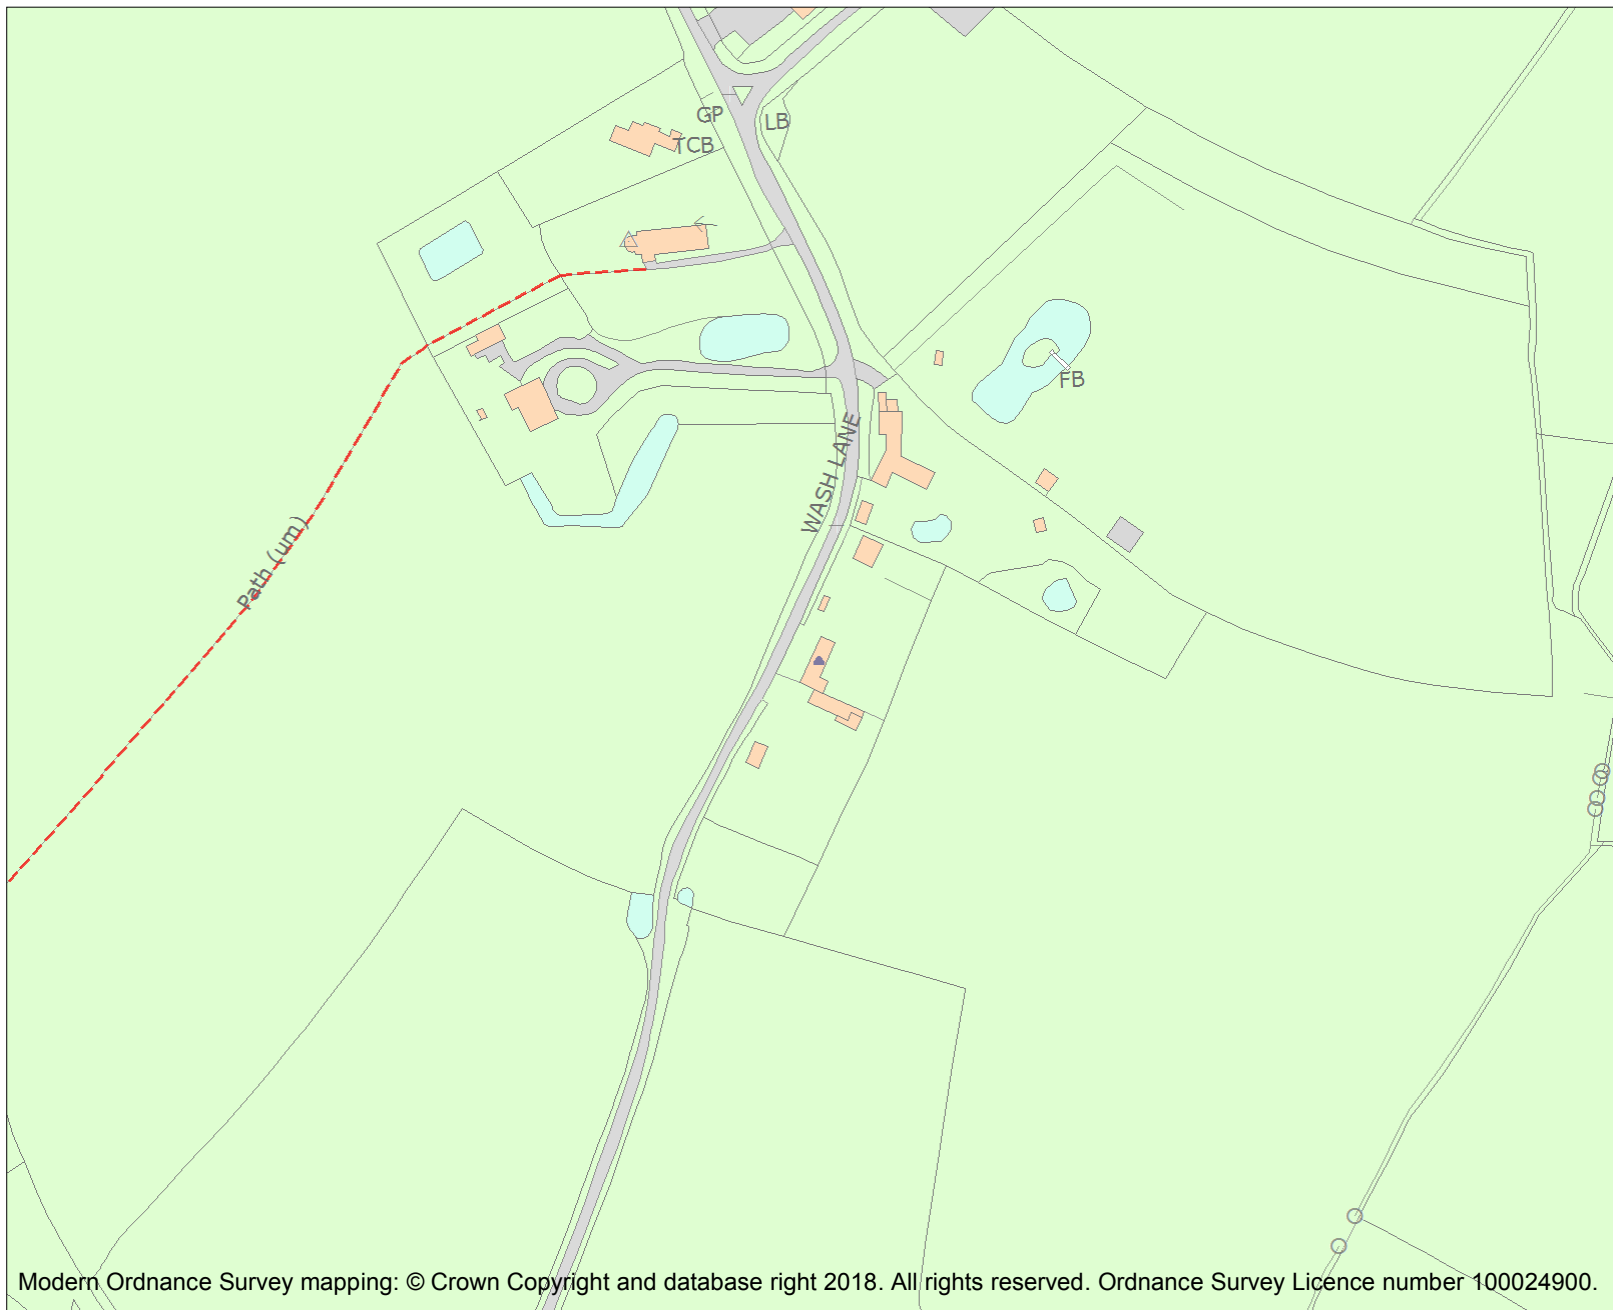 GP
LB
TCB
FB
WASH LANE
Path (um)
Modern Ordnance Survey mapping: © Crown Copyright and database right 2018. All rights reserved. Ordnance Survey Licence number 100024900.